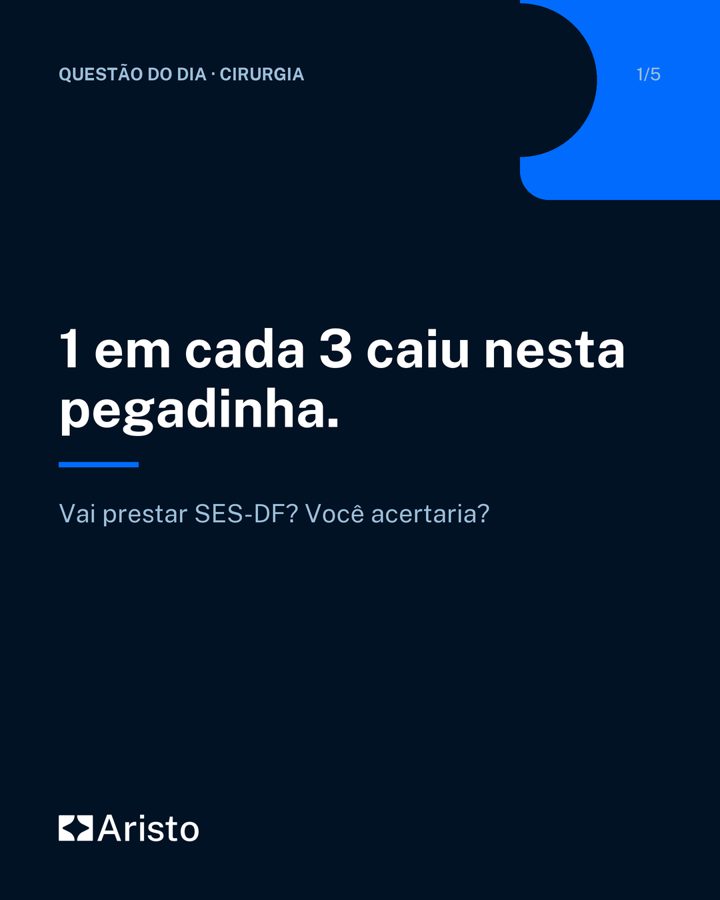 QUESTÃO DO DIA · CIRURGIA
1/5
1 em cada 3 caiu nesta
pegadinha.
Vai prestar SES-DF? Você acertaria?
Aristo